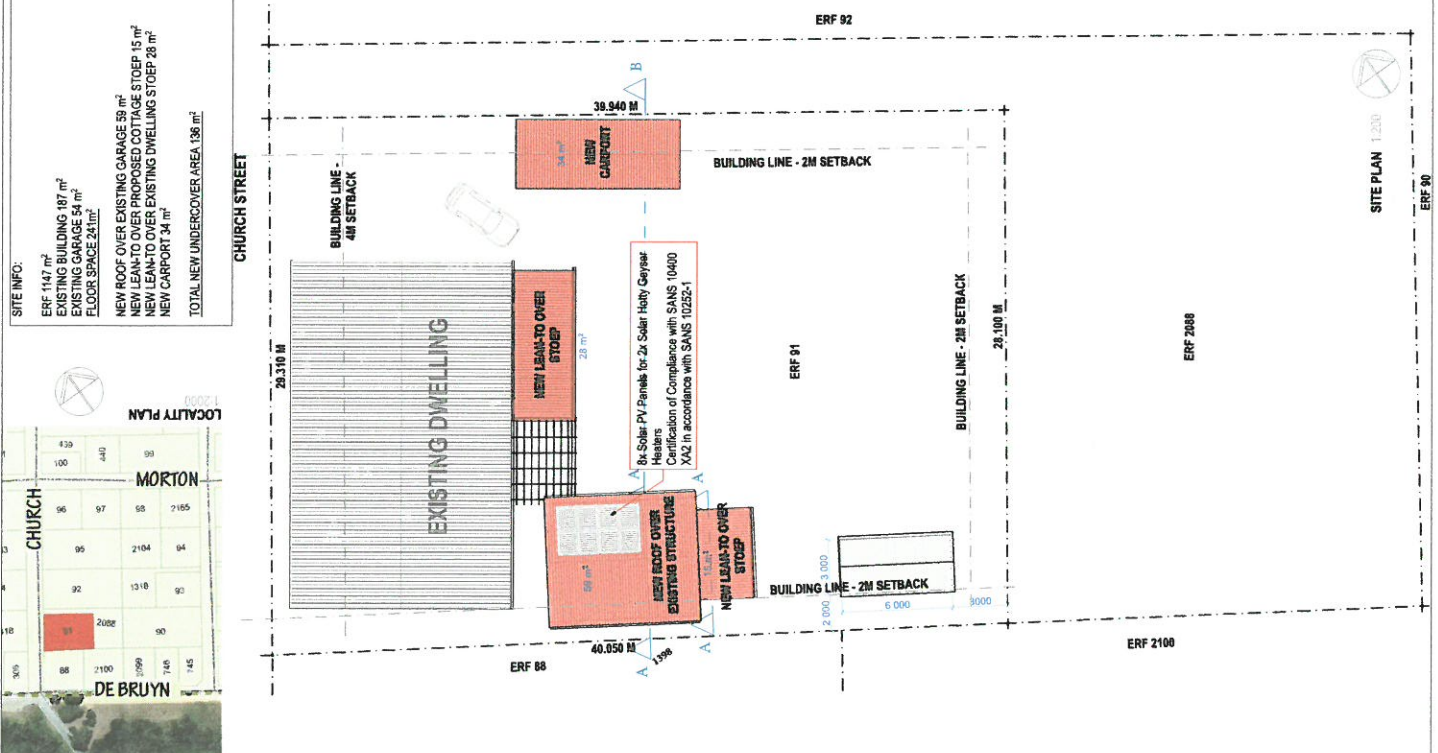 SITE INFO:
ERF 1147 m²
EXISTING BUILDING 187 m²
EXISTING GARAGE 54 m²
FLOOR SPACE 241m²
NEW ROOF OVER EXISTING GARAGE 59 m²
NEW LEAN-TO OVER PROPOSED COTTAGE STOEP 15 m²
NEW LEAN-TO OVER EXISTING DWELLING STOEP 28 m²
NEW CARPORT 34 m²
TOTAL NEW UNDERCOVER AREA 136 m²
LOCALITY PLAN
1:2000
CHURCH
MORTON
DE BRUYN
439
100
440
99
96
97
98
2165
95
2104
94
92
1318
93
91
2088
90
88
2100
2099
746
745
CHURCH STREET
29.310 M
BUILDING LINE -
4M SETBACK
EXISTING DWELLING
ERF 92
39.940 M
B
34 m²
NEW
CARPORT
BUILDING LINE - 2M SETBACK
NEW LEAN-TO OVER
STOEP
28 m²
8x Solar PV Panels for 2x Solar Hotty Geyser
Heaters
Certification of Compliance with SANS 10400
XA2 in accordance with SANS 10252-1
A
A
59 m²
NEW ROOF OVER
EXISTING STRUCTURE
15 m²
NEW LEAN-TO OVER
STOEP
A
A
1398
40.050 M
ERF 88
ERF 91
BUILDING LINE - 2M SETBACK
28.100 M
BUILDING LINE - 2M SETBACK
3 000
2 000
6 000
3000
ERF 2088
ERF 2100
SITE PLAN 1:200
ERF 90